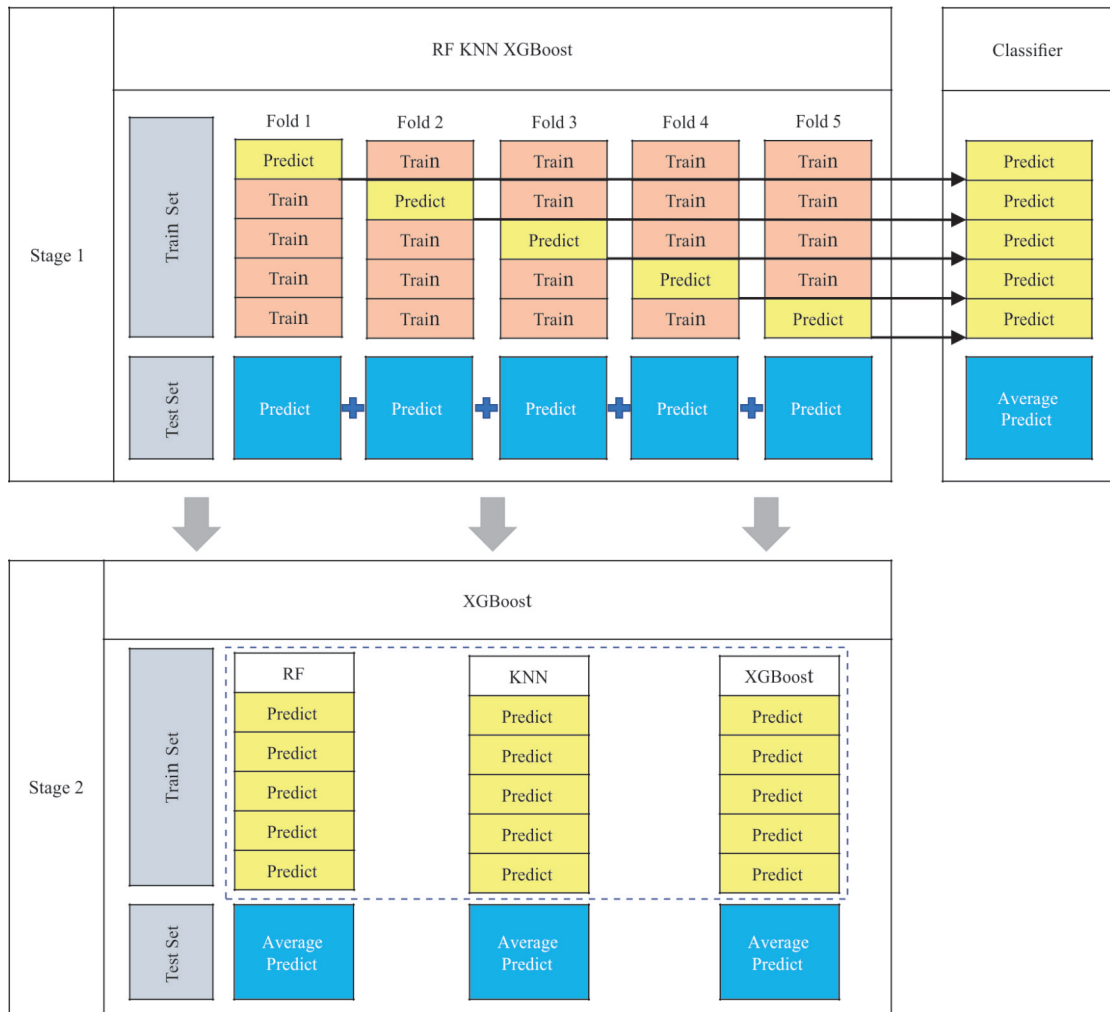 RF KNN XGBoost
Classifier
Stage 1
Train Set
Fold 1 Fold 2 Fold 3 Fold 4 Fold 5
Predict Train Train Train Train Predict
Train Predict Train Train Train Predict
Train Train Predict Train Train Predict
Train Train Train Predict Train Predict
Train Train Train Train Predict Predict
Test Set
Predict Predict Predict Predict Predict
Average
Predict
XGBoost
Stage 2
Train Set
RF KNN XGBoost
Predict Predict Predict
Predict Predict Predict
Predict Predict Predict
Predict Predict Predict
Predict Predict Predict
Test Set
Average Average Average
Predict Predict Predict